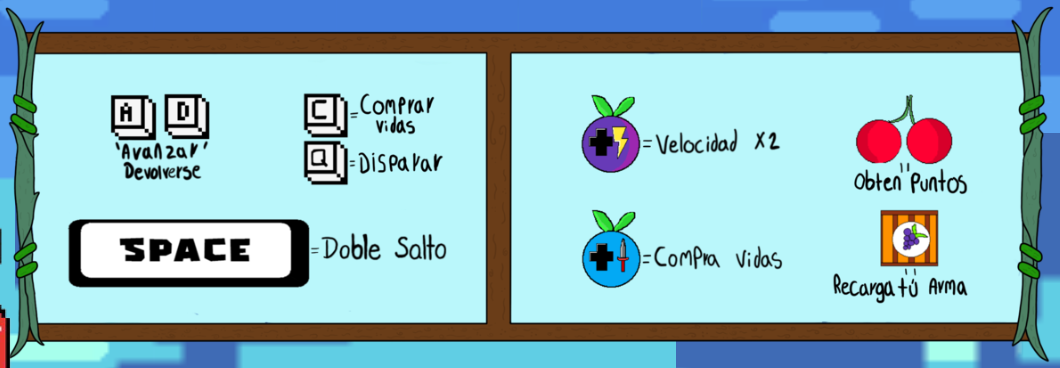 A D
'Avanzar'
Devolverse
C =Comprar
vidas
Q =Disparar
SPACE =Doble Salto
=Velocidad x2
=Compra vidas
"
Obten Puntos
"
Recarga tú Arma